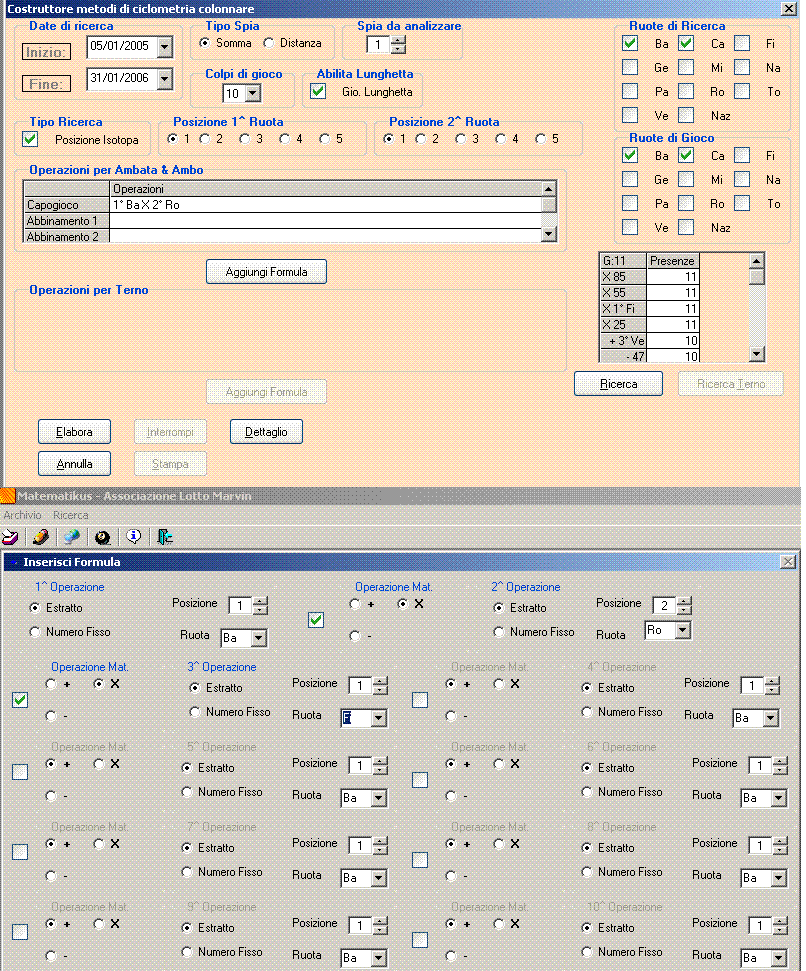 Costruttore metodi di ciclometria colonnare
Date di ricerca
Inizio: 05/01/2005
Fine: 31/01/2006
Tipo Spia
Somma Distanza
Spia da analizzare
1
Colpi di gioco
10
Abilita Lunghetta
Gio. Lunghetta
Ruote di Ricerca
Ba Ca Fi
Ge Mi Na
Pa Ro To
Ve Naz
Tipo Ricerca
Posizione Isotopa
Posizione 1^ Ruota
1 2 3 4 5
Posizione 2^ Ruota
1 2 3 4 5
Ruote di Gioco
Ba Ca Fi
Ge Mi Na
Pa Ro To
Ve Naz
Operazioni per Ambata & Ambo
Operazioni
Capogioco 1° Ba X 2° Ro
Abbinamento 1
Abbinamento 2
Aggiungi Formula
G:11 Presenze
X 85 11
X 55 11
X 1° Fi 11
X 25 11
+ 3° Ve 10
- 47 10
Operazioni per Terno
Aggiungi Formula
Ricerca Ricerca Terno
Elabora Interrompi Dettaglio
Annulla Stampa
Matematikus - Associazione Lotto Marvin
Archivio Ricerca
Inserisci Formula
1^ Operazione
Estratto
Numero Fisso
Posizione 1
Ruota Ba
Operazione Mat.
+ X
-
2^ Operazione
Estratto
Numero Fisso
Posizione 2
Ruota Ro
Operazione Mat.
+ X
-
3^ Operazione
Estratto
Numero Fisso
Posizione 1
Ruota F
Operazione Mat.
+ X
-
4^ Operazione
Estratto
Numero Fisso
Posizione 1
Ruota Ba
Operazione Mat.
+ X
-
5^ Operazione
Estratto
Numero Fisso
Posizione 1
Ruota Ba
Operazione Mat.
+ X
-
6^ Operazione
Estratto
Numero Fisso
Posizione 1
Ruota Ba
Operazione Mat.
+ X
-
7^ Operazione
Estratto
Numero Fisso
Posizione 1
Ruota Ba
Operazione Mat.
+ X
-
8^ Operazione
Estratto
Numero Fisso
Posizione 1
Ruota Ba
Operazione Mat.
+ X
-
9^ Operazione
Estratto
Numero Fisso
Posizione 1
Ruota Ba
Operazione Mat.
+ X
-
10^ Operazione
Estratto
Numero Fisso
Posizione 1
Ruota Ba